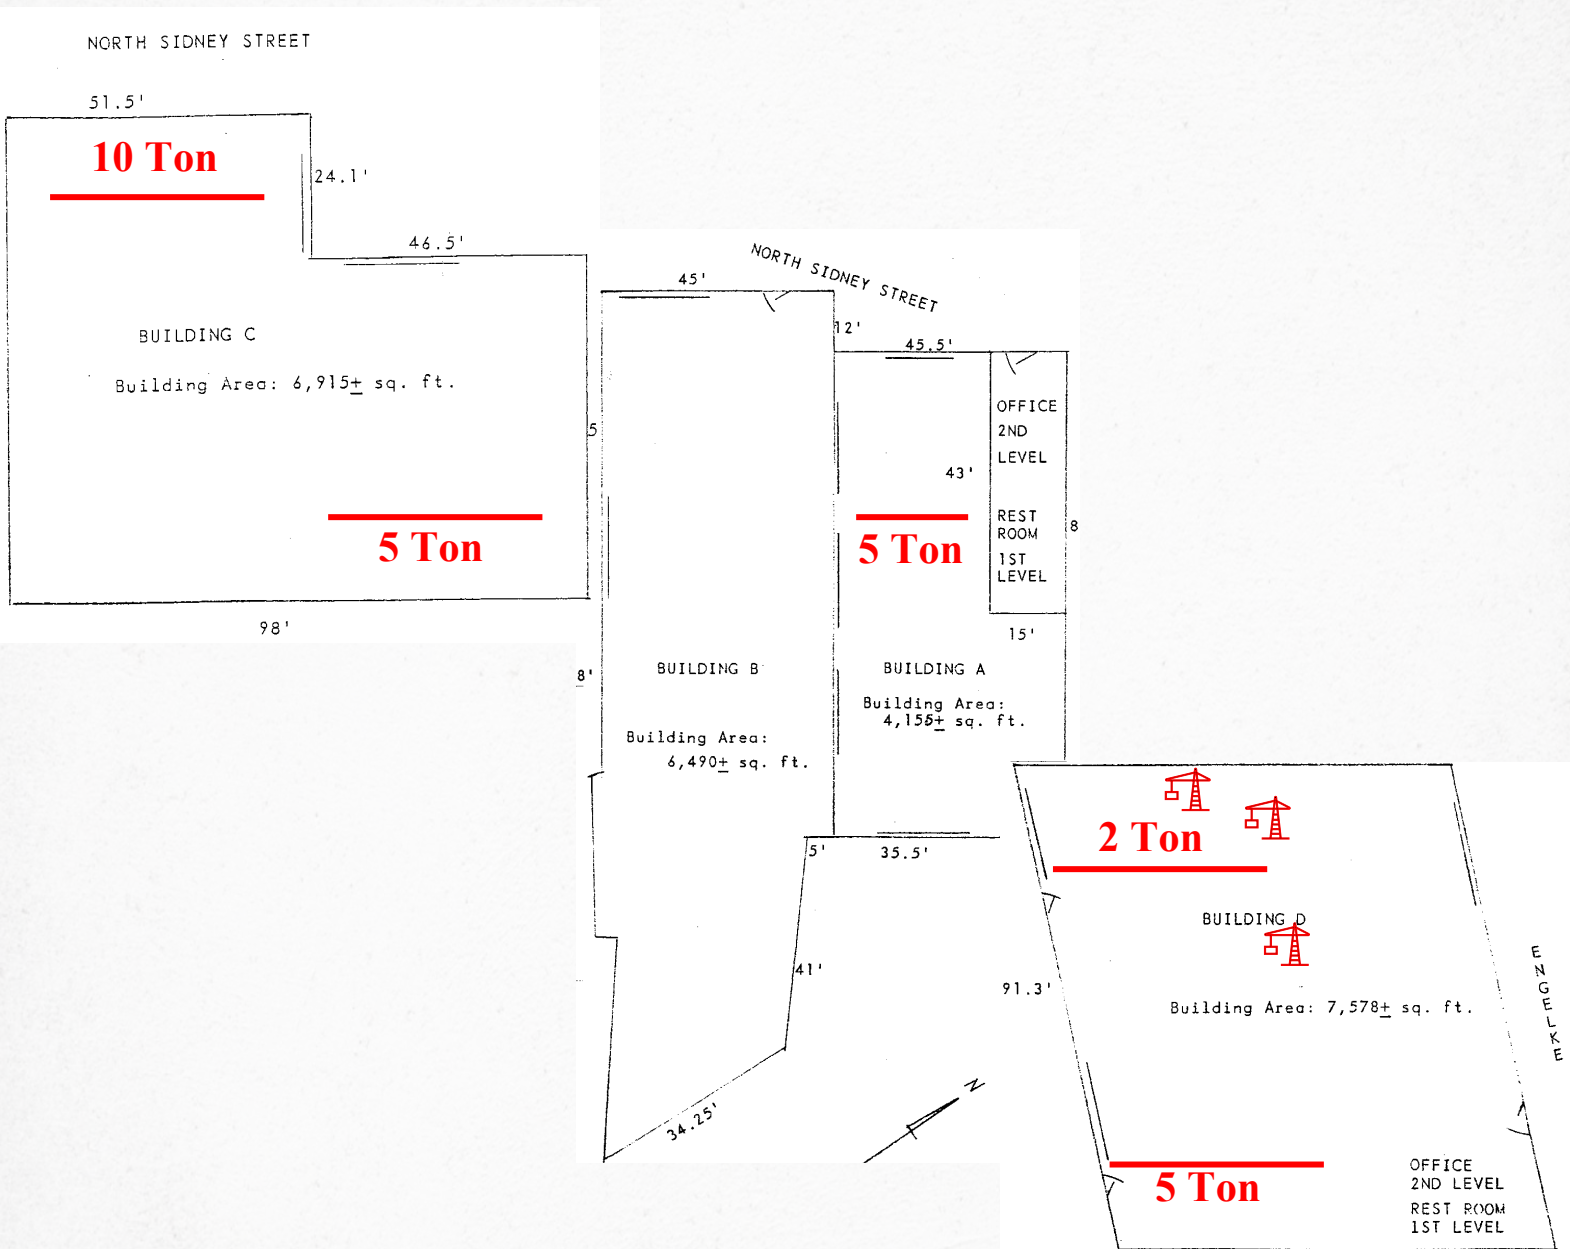 NORTH SIDNEY STREET
51.5'
10 Ton
24.1'
46.5'
BUILDING C
Building Area: 6,915± sq. ft.
5 Ton
98'
NORTH SIDNEY STREET
45'
12'
45.5'
5
OFFICE
2ND
LEVEL
43'
REST
ROOM
1ST
LEVEL
8
5 Ton
15'
8'
BUILDING B
Building Area:
6,490± sq. ft.
BUILDING A
Building Area:
4,155± sq. ft.
5'
35.5'
41'
34.25'
N
2 Ton
BUILDING D
91.3'
Building Area: 7,578± sq. ft.
ENGELKE
5 Ton
OFFICE
2ND LEVEL
REST ROOM
1ST LEVEL